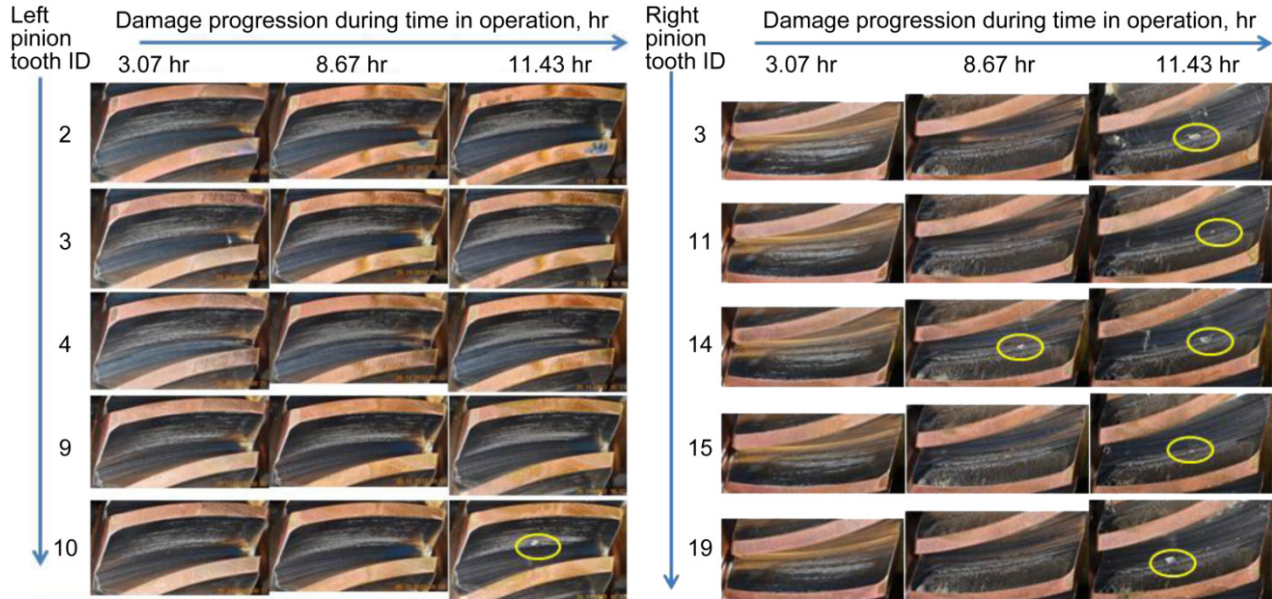 Left
pinion
tooth ID
Damage progression during time in operation, hr
3.07 hr
8.67 hr
11.43 hr
2
3
4
9
10
Right
pinion
tooth ID
Damage progression during time in operation, hr
3.07 hr
8.67 hr
11.43 hr
3
11
14
15
19